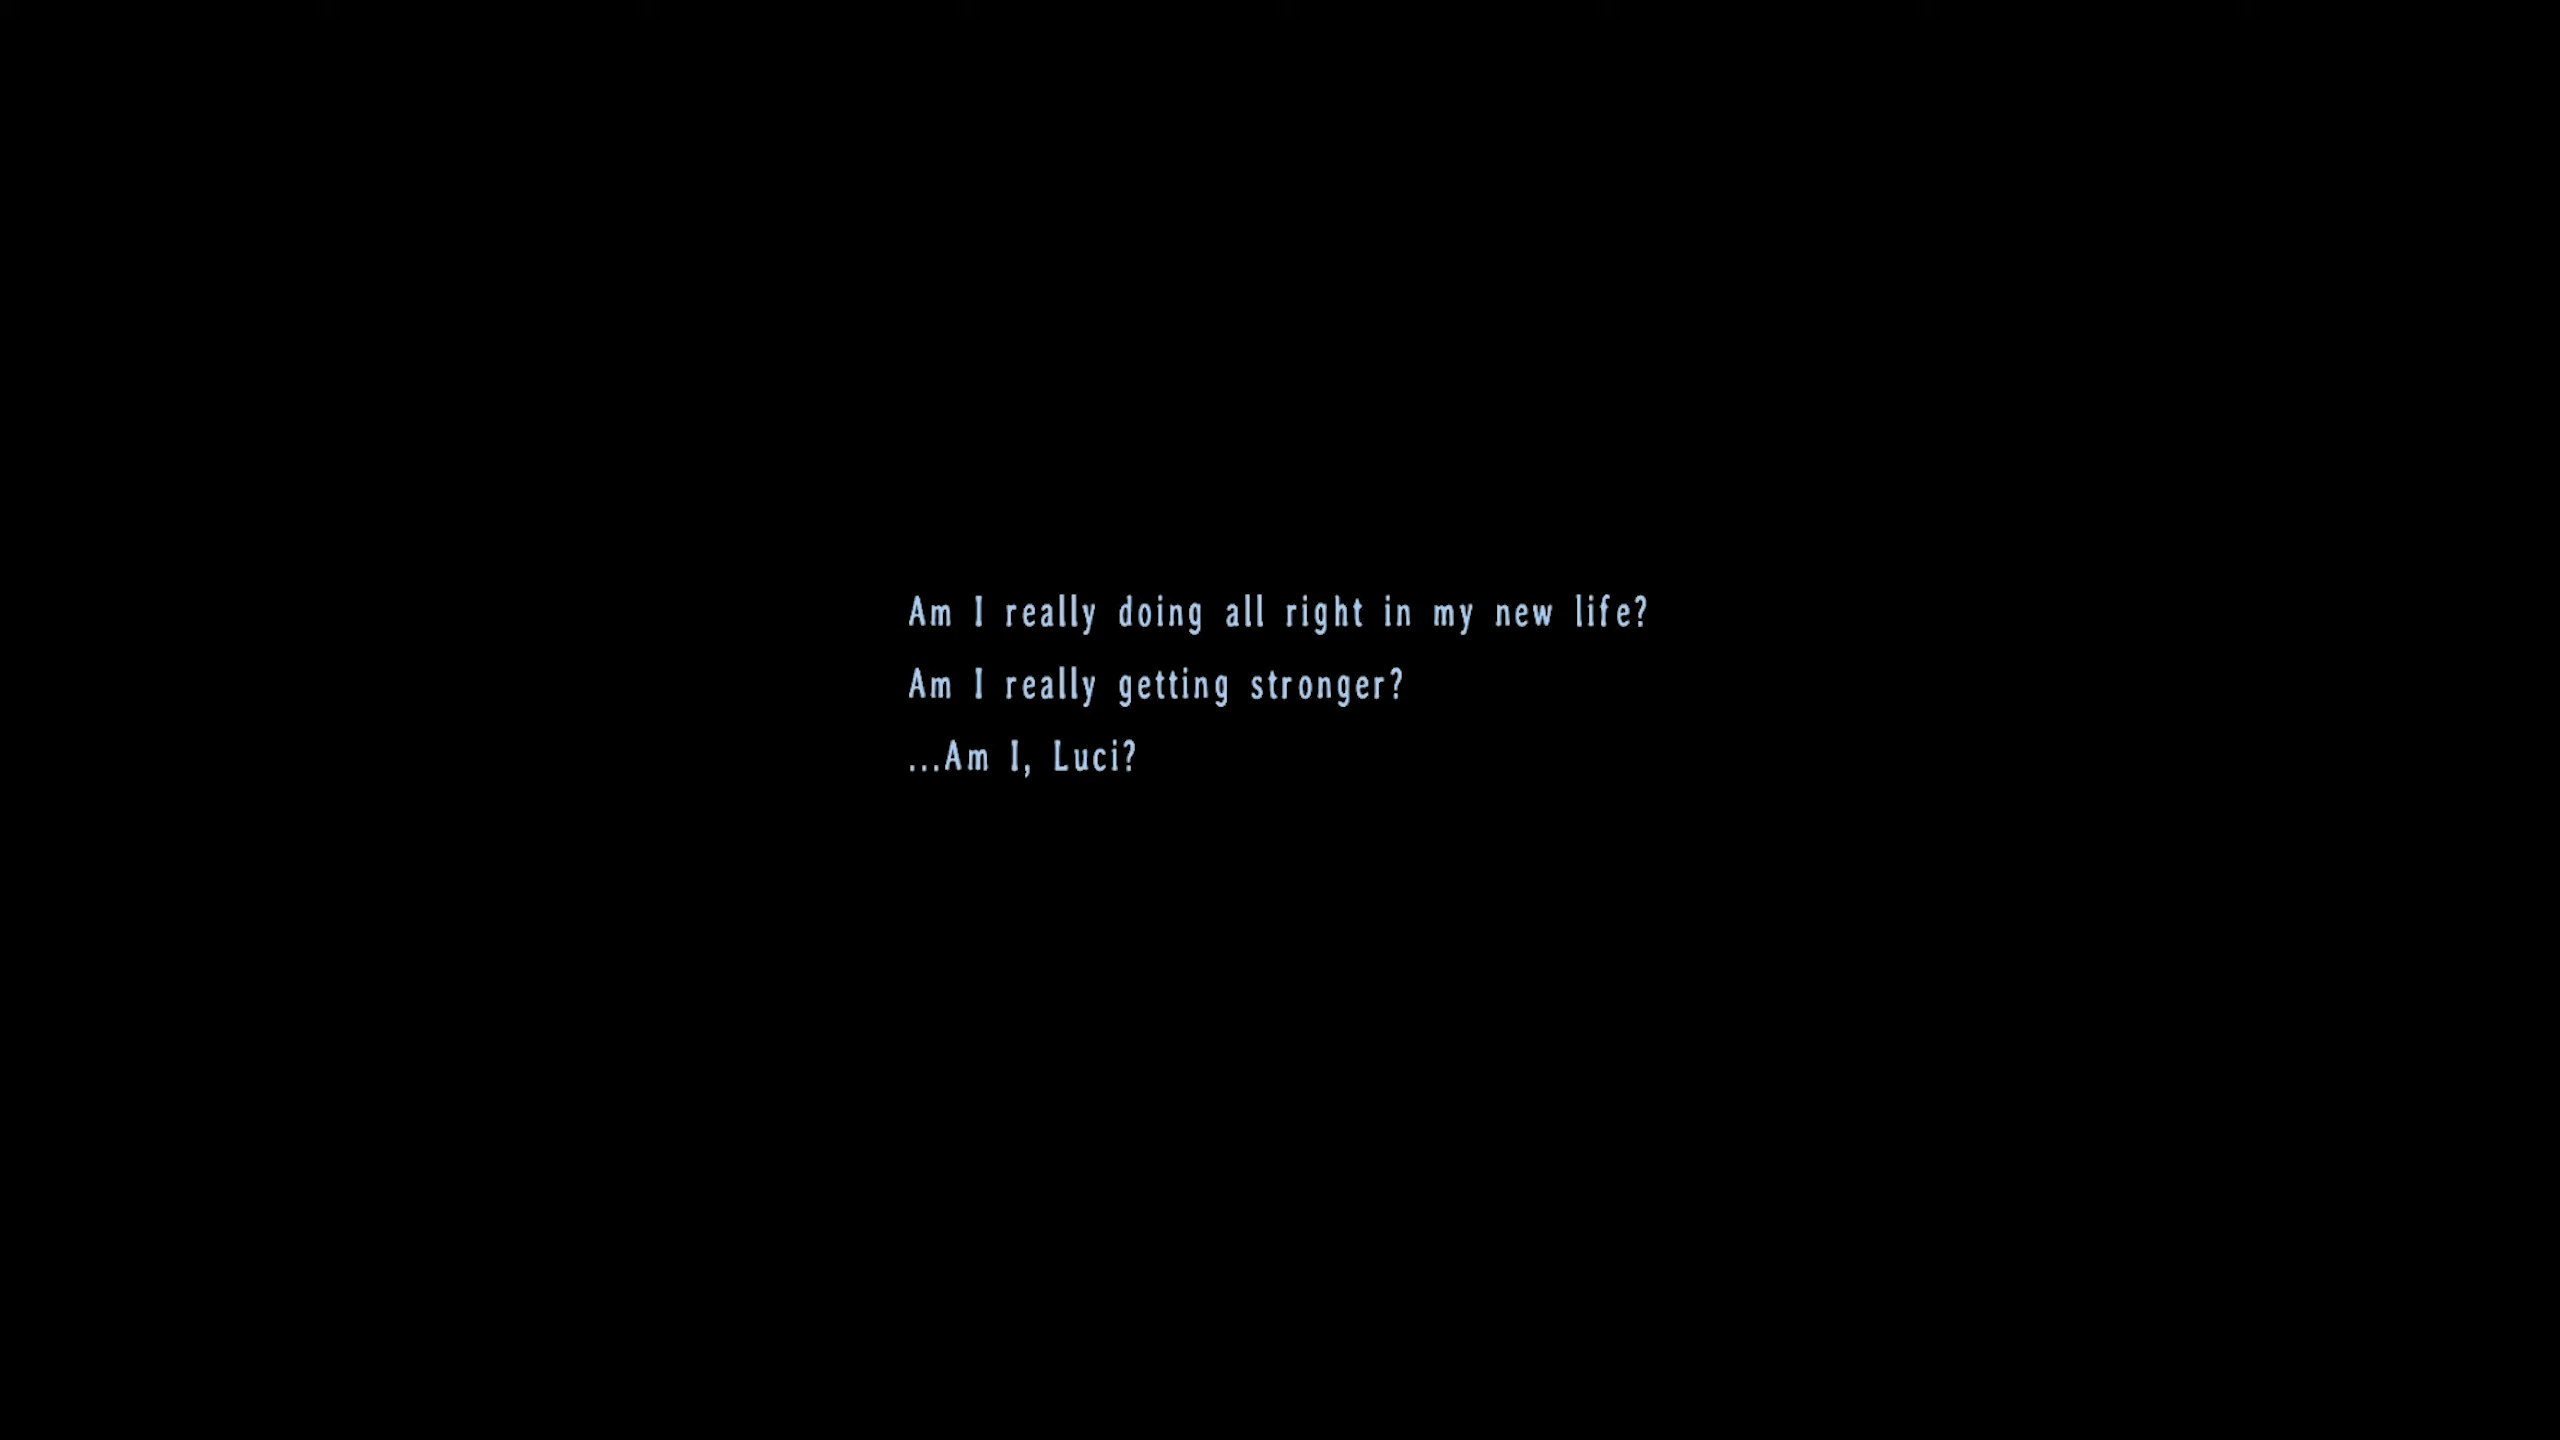 Am I really doing all right in my new life?
Am I really getting stronger?
...Am I, Luci?